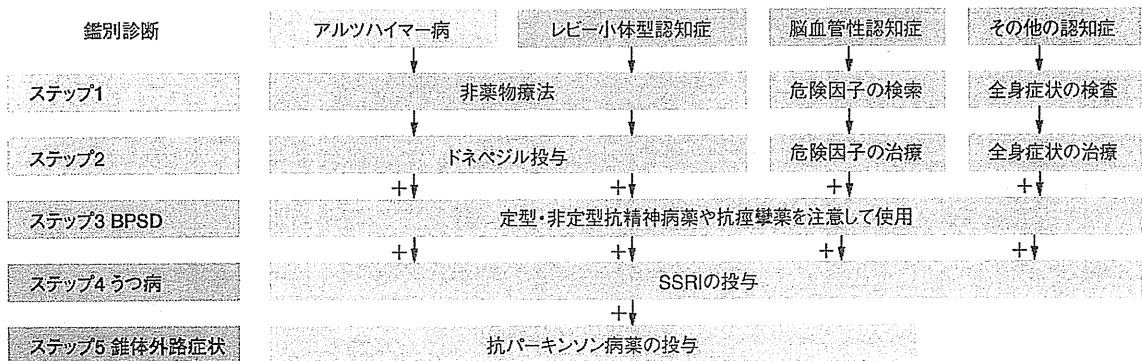 鑑別診断
アルツハイマー病
レビー小体型認知症
脳血管性認知症
その他の認知症
ステップ1
非薬物療法
危険因子の検索
全身症状の検査
ステップ2
ドネペジル投与
危険因子の治療
全身症状の治療
+
+
+
+
ステップ3 BPSD
定型・非定型抗精神病薬や抗痙攣薬を注意して使用
+
+
+
+
ステップ4 うつ病
SSRIの投与
+
ステップ5 錐体外路症状
抗パーキンソン病薬の投与